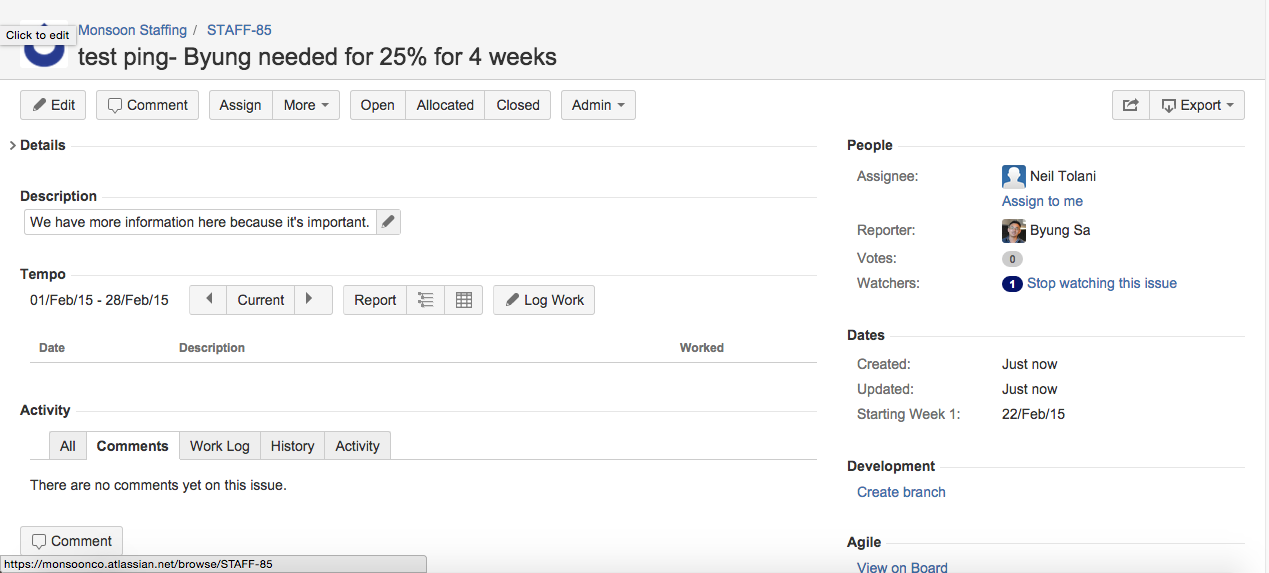 Click to edit
Monsoon Staffing / STAFF-85
test ping- Byung needed for 25% for 4 weeks
Edit Comment Assign More Open Allocated Closed Admin Export
Details
Description
We have more information here because it's important.
Tempo
01/Feb/15 - 28/Feb/15 Current Report Log Work
Date Description Worked
Activity
All Comments Work Log History Activity
There are no comments yet on this issue.
Comment
https://monsoonco.atlassian.net/browse/STAFF-85
People
Assignee: Neil Tolani
Assign to me
Reporter: Byung Sa
Votes: 0
Watchers: 1 Stop watching this issue
Dates
Created: Just now
Updated: Just now
Starting Week 1: 22/Feb/15
Development
Create branch
Agile
View on Board